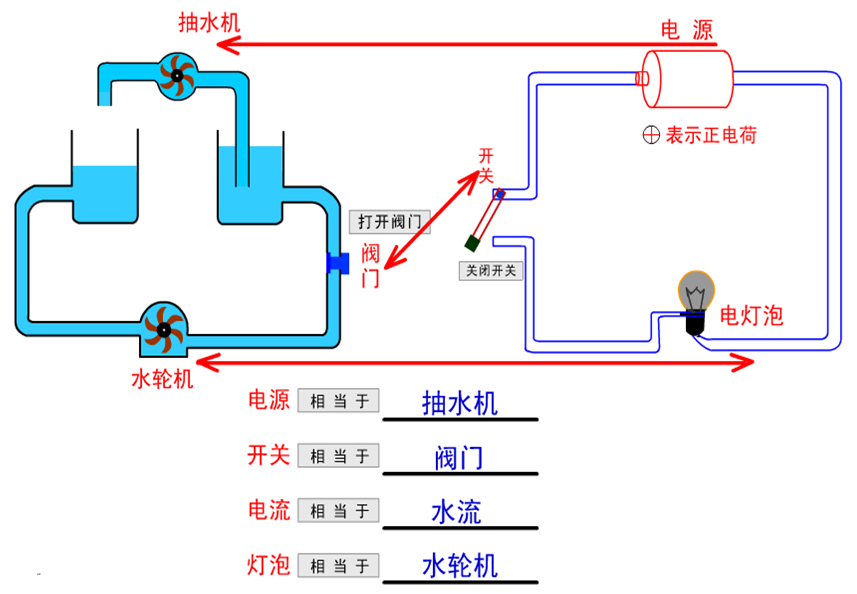 抽水机
电 源
⊕表示正电荷
开
关
打开阀门
阀
门
关闭开关
电灯泡
水轮机
电源 相 当 于 抽水机
开关 相 当 于 阀门
电流 相 当 于 水流
灯泡 相 当 于 水轮机